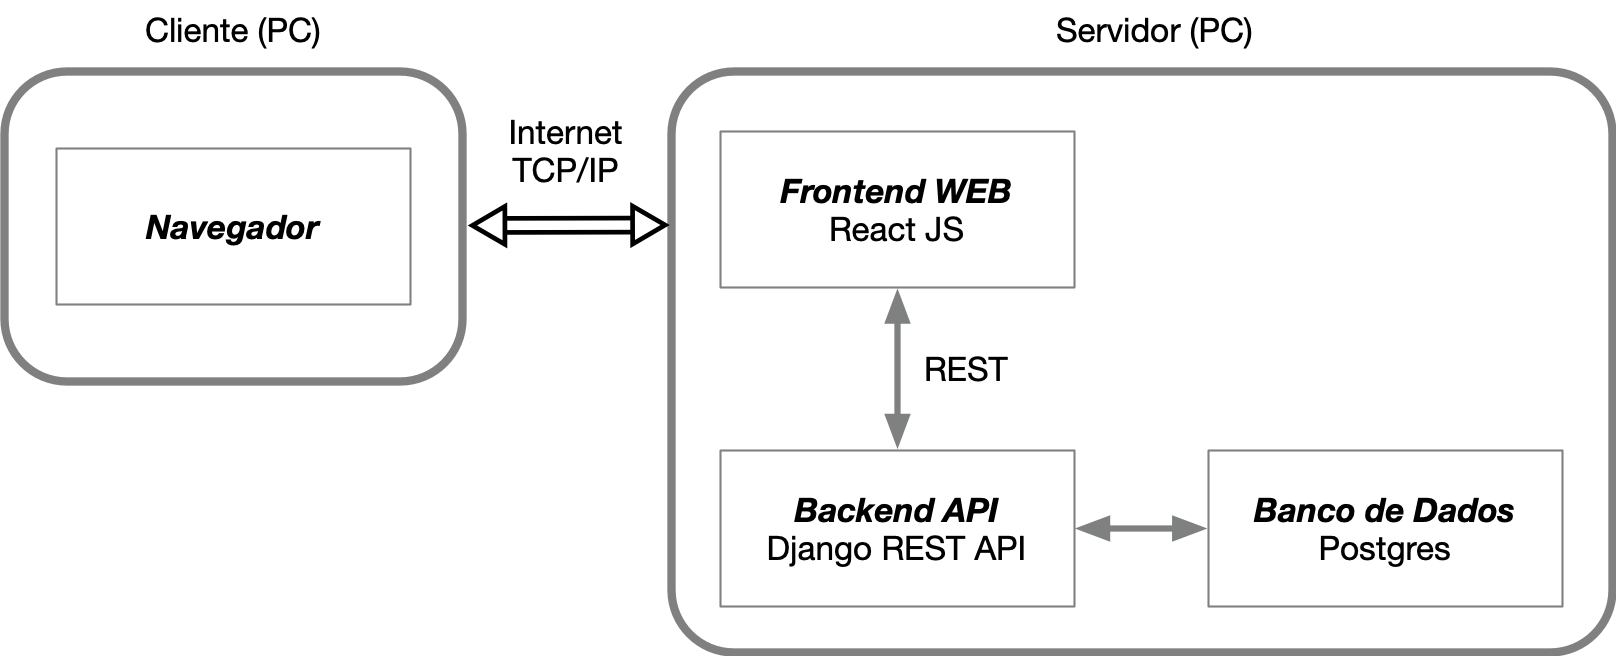 Cliente (PC)
Servidor (PC)
Internet
TCP/IP
Navegador
Frontend WEB
React JS
REST
Backend API
Django REST API
Banco de Dados
Postgres